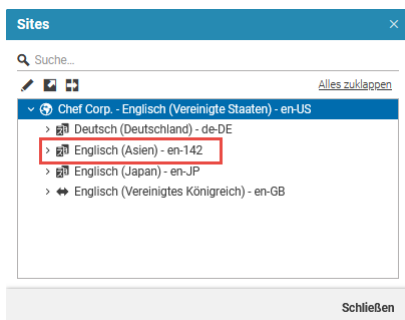 Sites
Suche...
Alles zuklappen
Chef Corp. - Englisch (Vereinigte Staaten) - en-US
Deutsch (Deutschland) - de-DE
Englisch (Asien) - en-142
Englisch (Japan) - en-JP
Englisch (Vereinigtes Königreich) - en-GB
Schließen